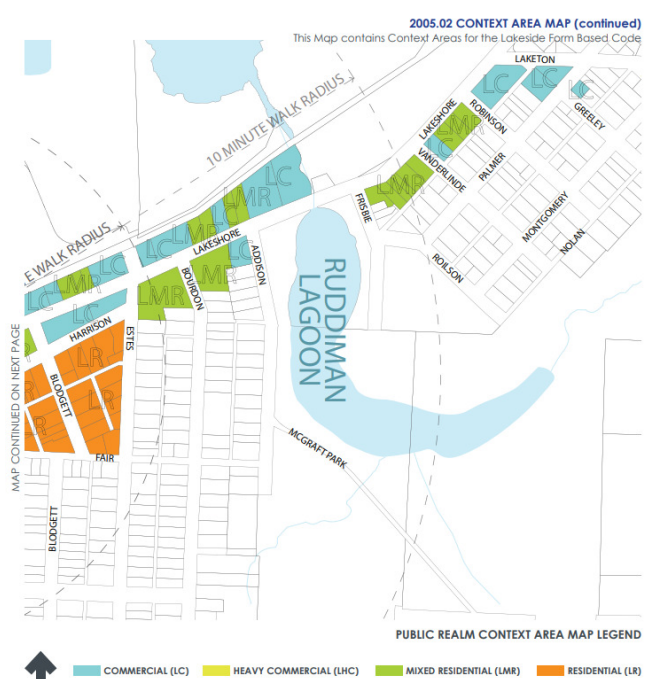 2005.02 CONTEXT AREA MAP (continued)
This Map contains Context Areas for the Lakeside Form Based Code
LAKETON
LC
LC
LC
GREELEY
10 MINUTE WALK RADIUS
LAKESHORE
ROBINSON
LMR
LC
VANDERLINDE
PALMER
LMR
FRISBIE
MONTGOMERY
NOLAN
ROILSON
LC
LMR
LC
LMR
LAKESHORE
LC
LC
ADDISON
E WALK RADIUS
LC
LMR
LC
LMR
BOURDON
LMR
LC
HARRISON
ESTES
LR
BLODGETT
LR
R
LR
FAIR
BLODGETT
RUDDIMAN
LAGOON
MCGRAFT PARK
MAP CONTINUED ON NEXT PAGE
PUBLIC REALM CONTEXT AREA MAP LEGEND
COMMERCIAL (LC)
HEAVY COMMERCIAL (LHC)
MIXED RESIDENTIAL (LMR)
RESIDENTIAL (LR)